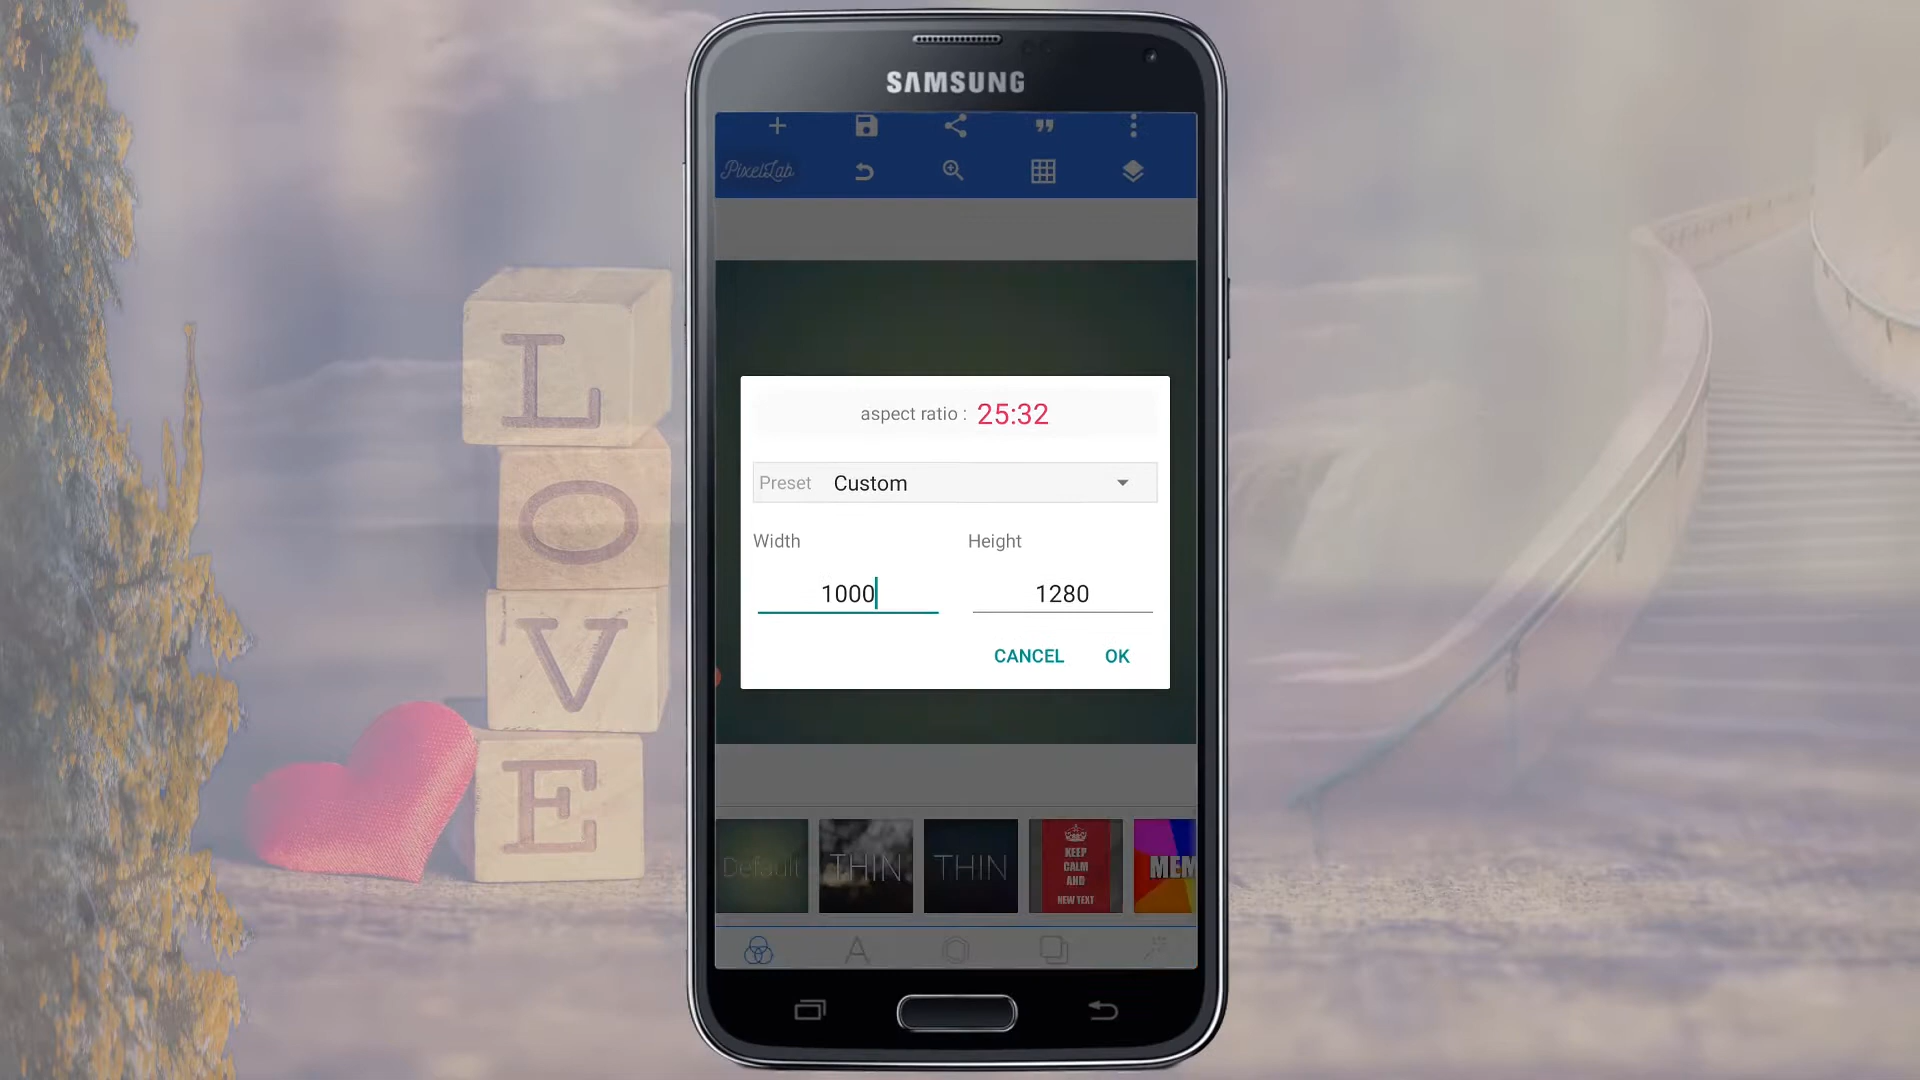 L
O
V
E
SAMSUNG
PixelLab
aspect ratio : 25:32
Preset Custom
Width Height
1000 1280
CANCEL OK
Default
THIN
THIN
KEEP
CALM
AND
NEW TEXT
MEM
A